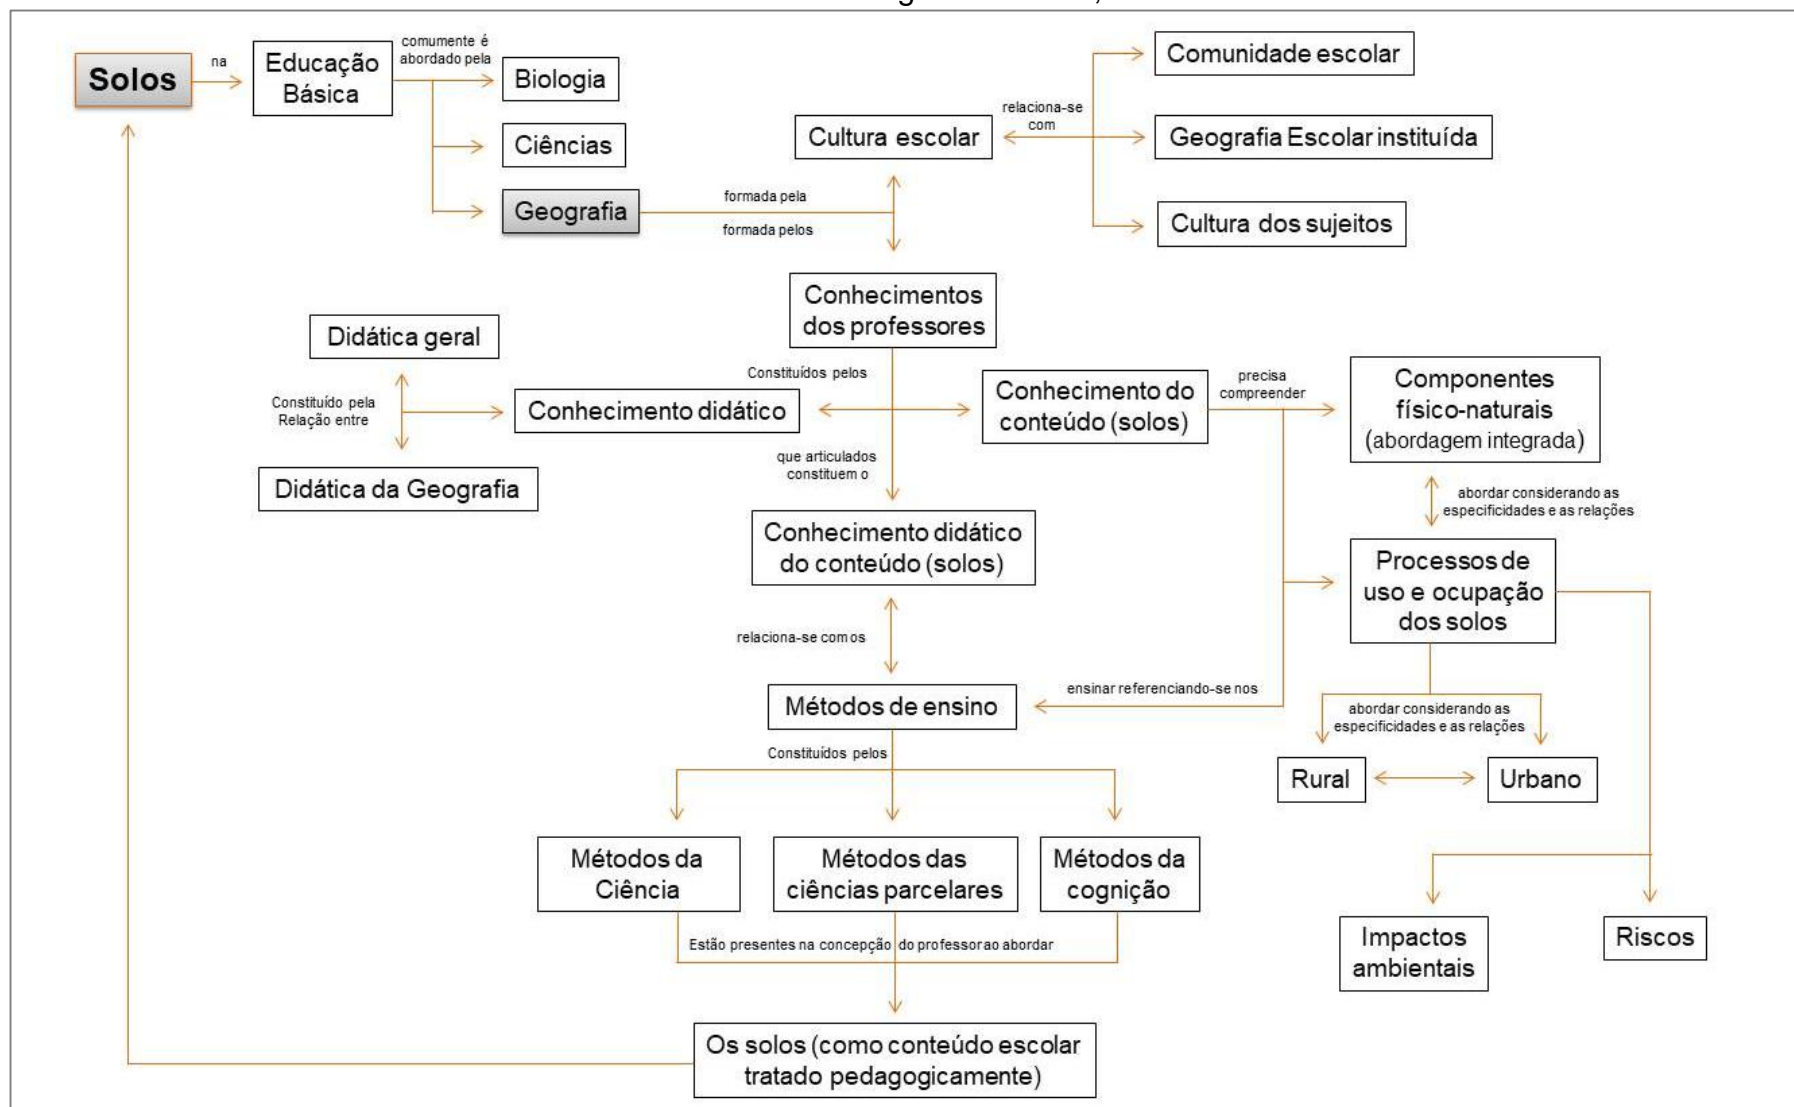 Solos
na
Educação
Básica
comumente é
abordado pela
Biologia
Ciências
Geografia
formada pela
formada pelos
Cultura escolar
relaciona-se
com
Comunidade escolar
Geografia Escolar instituída
Cultura dos sujeitos
Conhecimentos
dos professores
Didática geral
Constituído pela
Relação entre
Didática da Geografia
Conhecimento didático
Constituídos pelos
Conhecimento do
conteúdo (solos)
precisa
compreender
Componentes
físico-naturais
(abordagem integrada)
que articulados
constituem o
abordar considerando as
especificidades e as relações
Conhecimento didático
do conteúdo (solos)
Processos de
uso e ocupação
dos solos
relaciona-se com os
ensinar referenciando-se nos
Métodos de ensino
abordar considerando as
especificidades e as relações
Rural
Urbano
Constituídos pelos
Métodos da
Ciência
Métodos das
ciências parcelares
Métodos da
cognição
Impactos
ambientais
Riscos
Estão presentes na concepção do professor ao abordar
Os solos (como conteúdo escolar
tratado pedagogicamente)